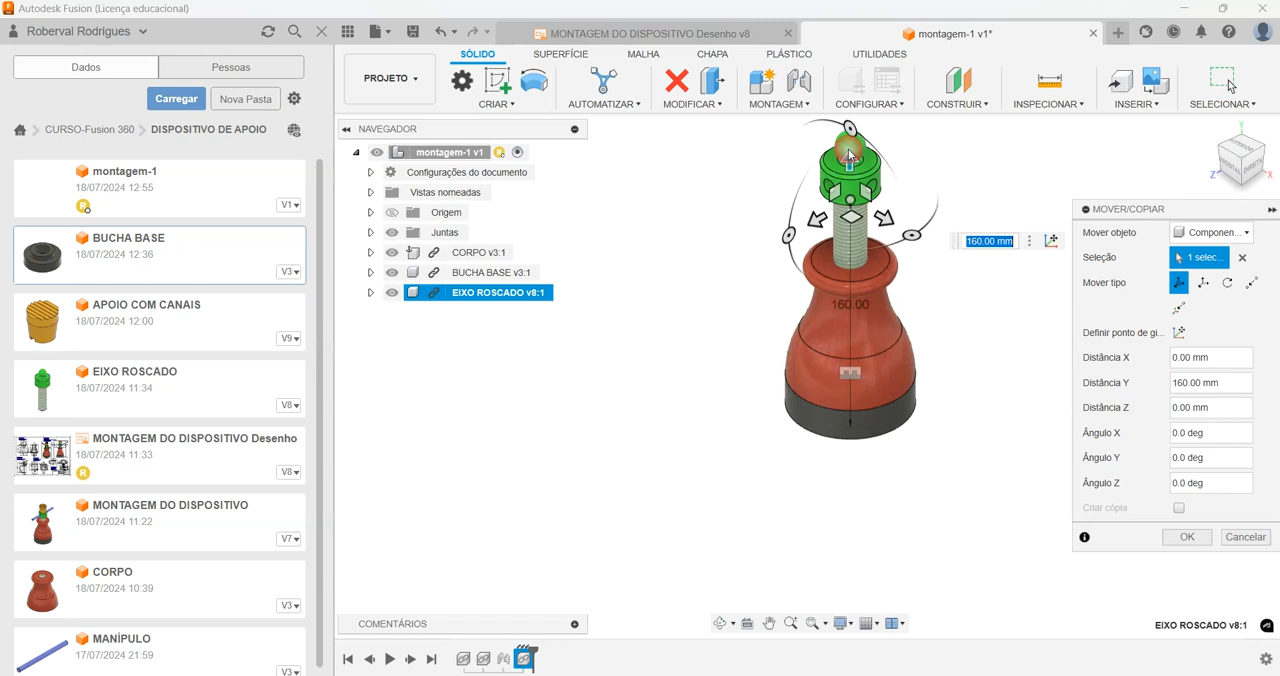 Autodesk Fusion (Licença educacional)
Roberval Rodrigues
MONTAGEM DO DISPOSITIVO Desenho v8
montagem-1 v1*
Dados
Pessoas
Carregar
Nova Pasta
CURSO-Fusion 360
DISPOSITIVO DE APOIO
montagem-1
18/07/2024 12:55
V1
BUCHA BASE
18/07/2024 12:36
V3
APOIO COM CANAIS
18/07/2024 12:00
V9
EIXO ROSCADO
18/07/2024 11:34
V8
MONTAGEM DO DISPOSITIVO Desenho
18/07/2024 11:33
R
V8
MONTAGEM DO DISPOSITIVO
18/07/2024 11:22
V7
CORPO
18/07/2024 10:39
V3
MANÍPULO
17/07/2024 21:59
V3
PROJETO
SÓLIDO
SUPERFÍCIE
MALHA
CHAPA
PLÁSTICO
UTILIDADES
CRIAR
AUTOMATIZAR
MODIFICAR
MONTAGEM
CONFIGURAR
CONSTRUIR
INSPECIONAR
INSERIR
SELECIONAR
NAVEGADOR
montagem-1 v1
Configurações do documento
Vistas nomeadas
Origem
Juntas
CORPO v3:1
BUCHA BASE v3:1
EIXO ROSCADO v8:1
160.00
160.00 mm
Y
Z
X
FRONTAL
DIREITA
MOVER/COPIAR
Mover objeto
Componen...
Seleção
1 selec...
Mover tipo
Definir ponto de gi...
Distância X
0.00 mm
Distância Y
160.00 mm
Distância Z
0.00 mm
Ângulo X
0.0 deg
Ângulo Y
0.0 deg
Ângulo Z
0.0 deg
Criar cópia
OK
Cancelar
COMENTÁRIOS
EIXO ROSCADO v8:1